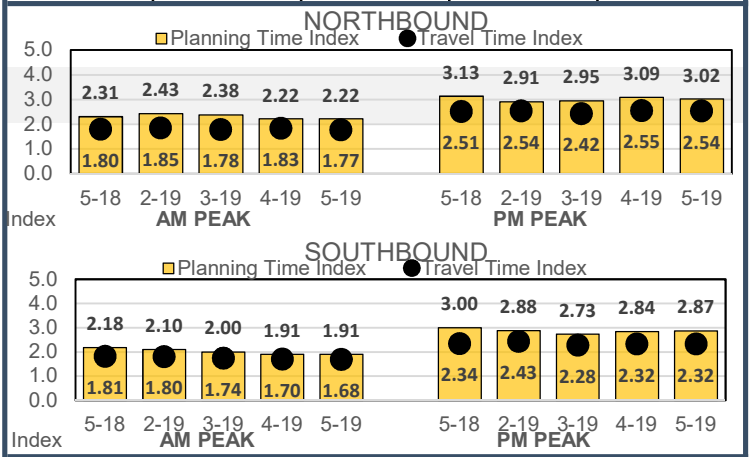 NORTHBOUND
Planning Time Index Travel Time Index
5.0
4.0
3.0
2.0
1.0
0.0
2.31 2.43 2.38 2.22 2.22 3.13 2.91 2.95 3.09 3.02
1.80 1.85 1.78 1.83 1.77 2.51 2.54 2.42 2.55 2.54
5-18 2-19 3-19 4-19 5-19 5-18 2-19 3-19 4-19 5-19
Index AM PEAK PM PEAK
SOUTHBOUND
Planning Time Index Travel Time Index
5.0
4.0
3.0
2.0
1.0
0.0
2.18 2.10 2.00 1.91 1.91 3.00 2.88 2.73 2.84 2.87
1.81 1.80 1.74 1.70 1.68 2.34 2.43 2.28 2.32 2.32
5-18 2-19 3-19 4-19 5-19 5-18 2-19 3-19 4-19 5-19
Index AM PEAK PM PEAK